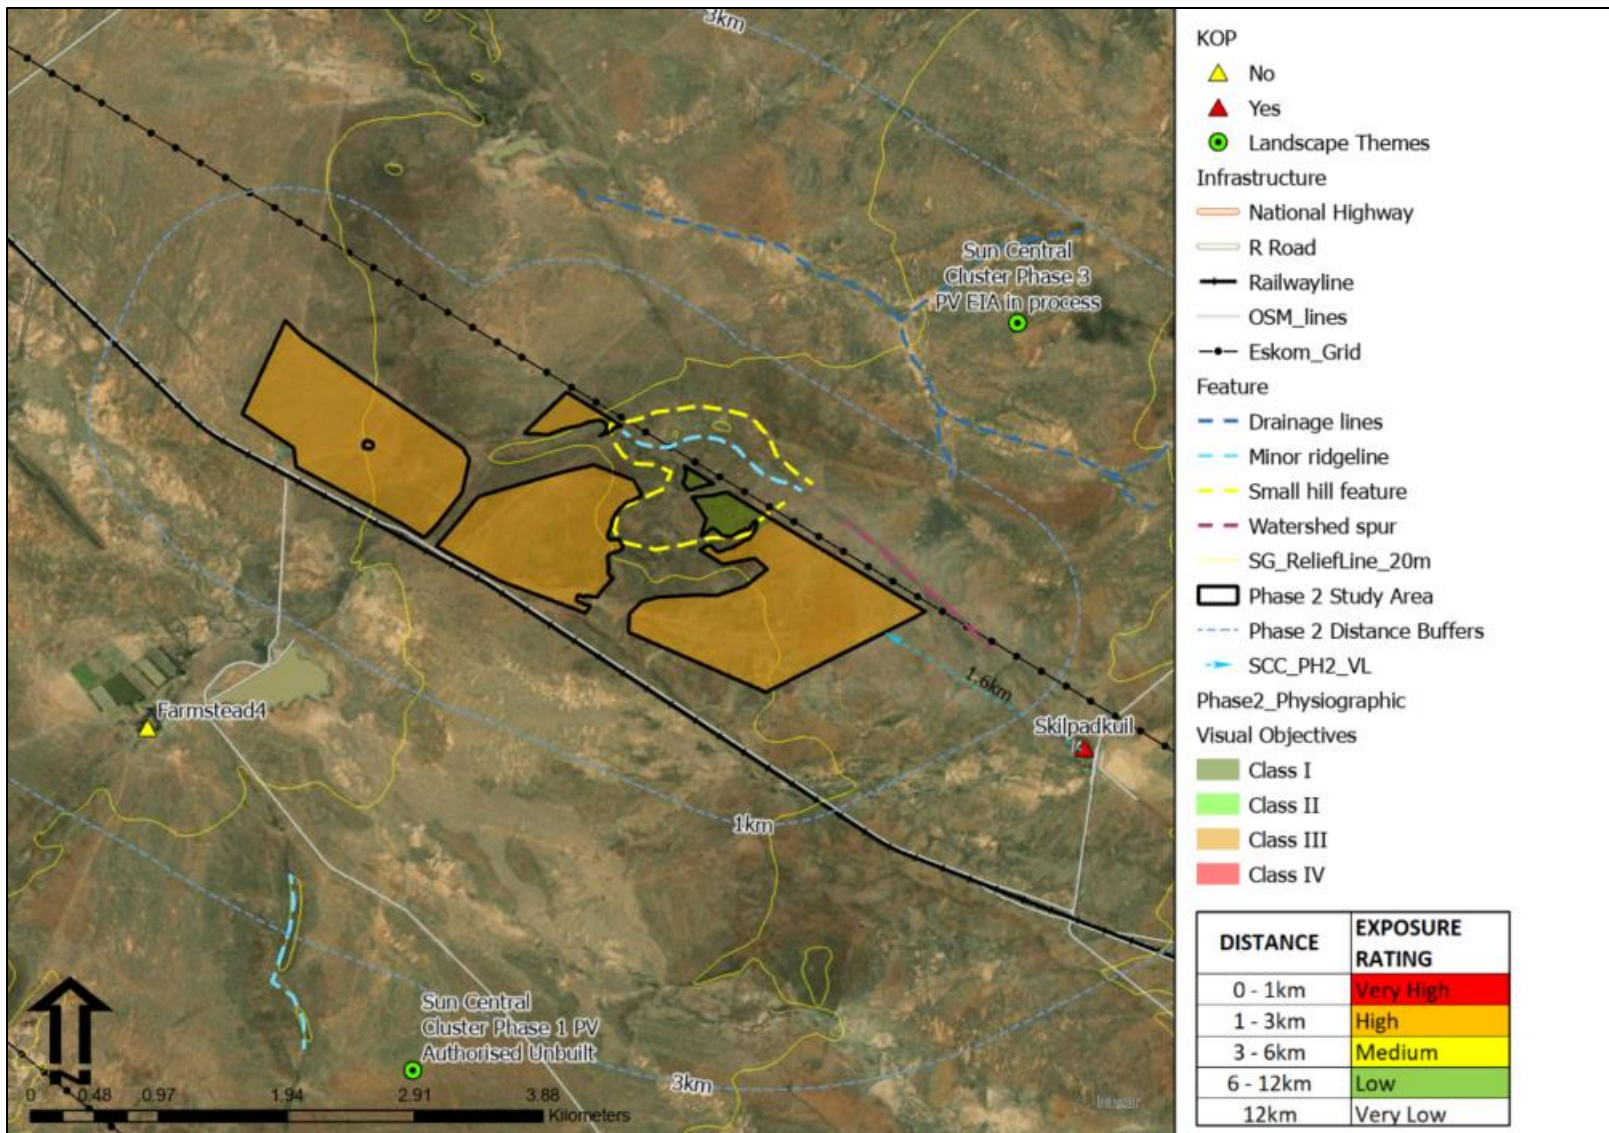 3km
Sun Central
Cluster Phase 3
PV EIA in process
Farmstead4
1.6km
Skilpadkuil
1km
Sun Central
Cluster Phase 1 PV
Authorised Unbuilt
3km
0 0.48 0.97 1.94 2.91 3.88
Kilometers
KOP
No
Yes
Landscape Themes
Infrastructure
National Highway
R Road
Railwayline
OSM_lines
Eskom_Grid
Feature
Drainage lines
Minor ridgeline
Small hill feature
Watershed spur
SG_ReliefLine_20m
Phase 2 Study Area
Phase 2 Distance Buffers
SCC_PH2_VL
Phase2_Physiographic
Visual Objectives
Class I
Class II
Class III
Class IV
DISTANCE EXPOSURE
RATING
0 - 1km Very High
1 - 3km High
3 - 6km Medium
6 - 12km Low
12km Very Low